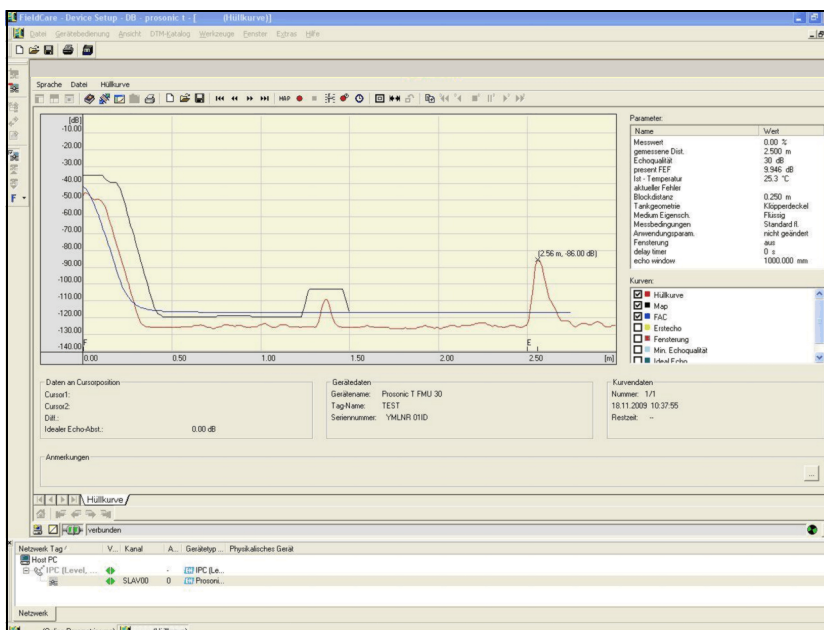 FieldCare - Device Setup - DB - prosonic t - [ (Hüllkurve)]
Datei Gerätebedienung Ansicht DTM-Katalog Werkzeuge Fenster Extras Hilfe
Sprache Datei Hüllkurve
MAP
[dB]
-10.00
-20.00
-30.00
-40.00
-50.00
-60.00
-70.00
-80.00
-90.00
-100.00
-110.00
-120.00
-130.00
-140.00
(2.56 m, -86.00 dB)
F
E
0.00 0.50 1.00 1.50 2.00 2.50 [m]
Parameter:
Name Wert
Messwert 0.00 %
gemessene Dist. 2.500 m
Echoqualität 30 dB
present FEF 9.946 dB
Ist - Temperatur 25.3 °C
aktueller Fehler
Blockdistanz 0.250 m
Tankgeometrie Klöpperdeckel
Medium Eigensch. Flüssig
Messbedingungen Standard fl.
Anwendungsparam. nicht geändert
Fensterung aus
delay timer 0 s
echo window 1000.000 mm
Kurven:
Hüllkurve
Map
FAC
Erstecho
Fensterung
Min. Echoqualität
Ideal Echo
Daten an Cursorposition
Cursor1:
Cursor2:
Diff.:
Idealer Echo-Abst.: 0.00 dB
Gerätedaten
Gerätename: Prosonic T FMU 30
Tag-Name: TEST
Seriennummer: YMLNR 01ID
Kurvendaten
Nummer: 1/1
18.11.2009 10:37:55
Restzeit: --
Anmerkungen
...
Hüllkurve
verbunden
Netzwerk Tag V... Kanal A... Gerätetyp ... Physikalisches Gerät
Host PC
IPC (Level, ... - IPC (Le...
SLAV00 0 Prosoni...
Netzwerk